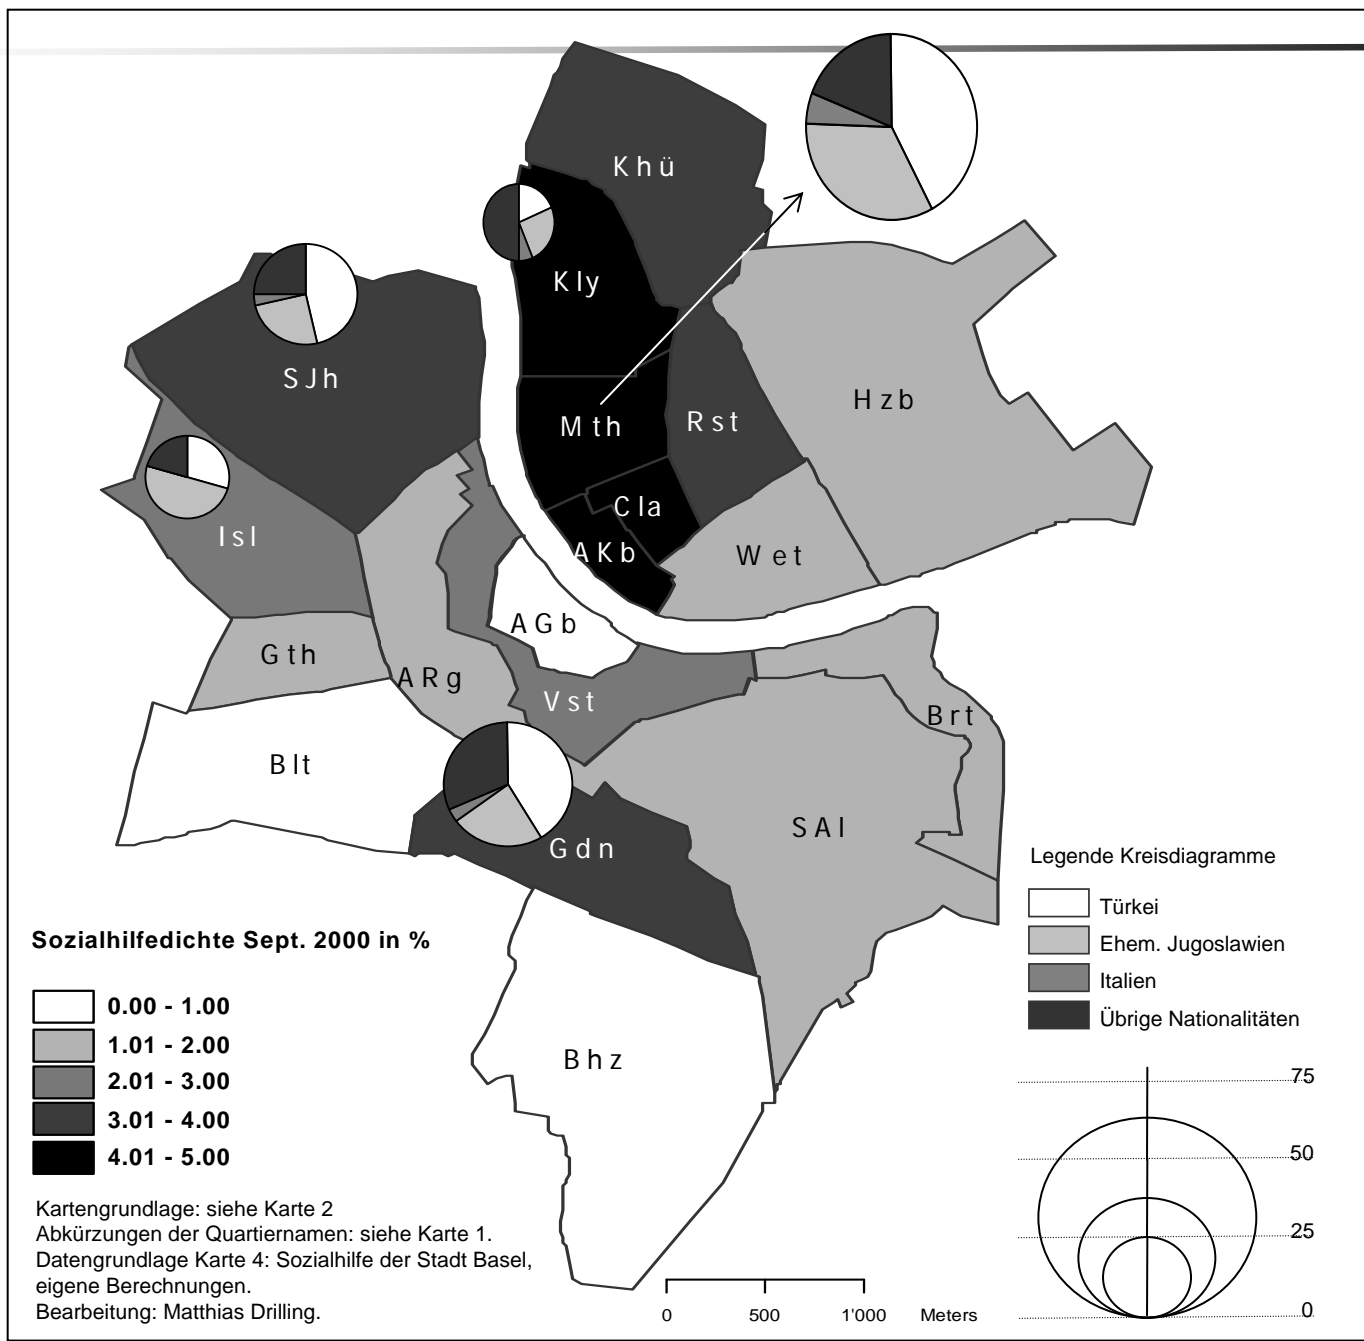 Khü
Kly
SJh
Hzb
Mth
Rst
Cla
Isl
AKb
Wet
AGb
Gth
ARg
Vst
Brt
Blt
SAl
Gdn
Bhz
Legende Kreisdiagramme
Türkei
Ehem. Jugoslawien
Italien
Übrige Nationalitäten
Sozialhilfedichte Sept. 2000 in %
0.00 - 1.00
1.01 - 2.00
2.01 - 3.00
3.01 - 4.00
4.01 - 5.00
75
50
25
0
Kartengrundlage: siehe Karte 2
Abkürzungen der Quartiernamen: siehe Karte 1.
Datengrundlage Karte 4: Sozialhilfe der Stadt Basel,
eigene Berechnungen.
Bearbeitung: Matthias Drilling.
0 500 1'000 Meters